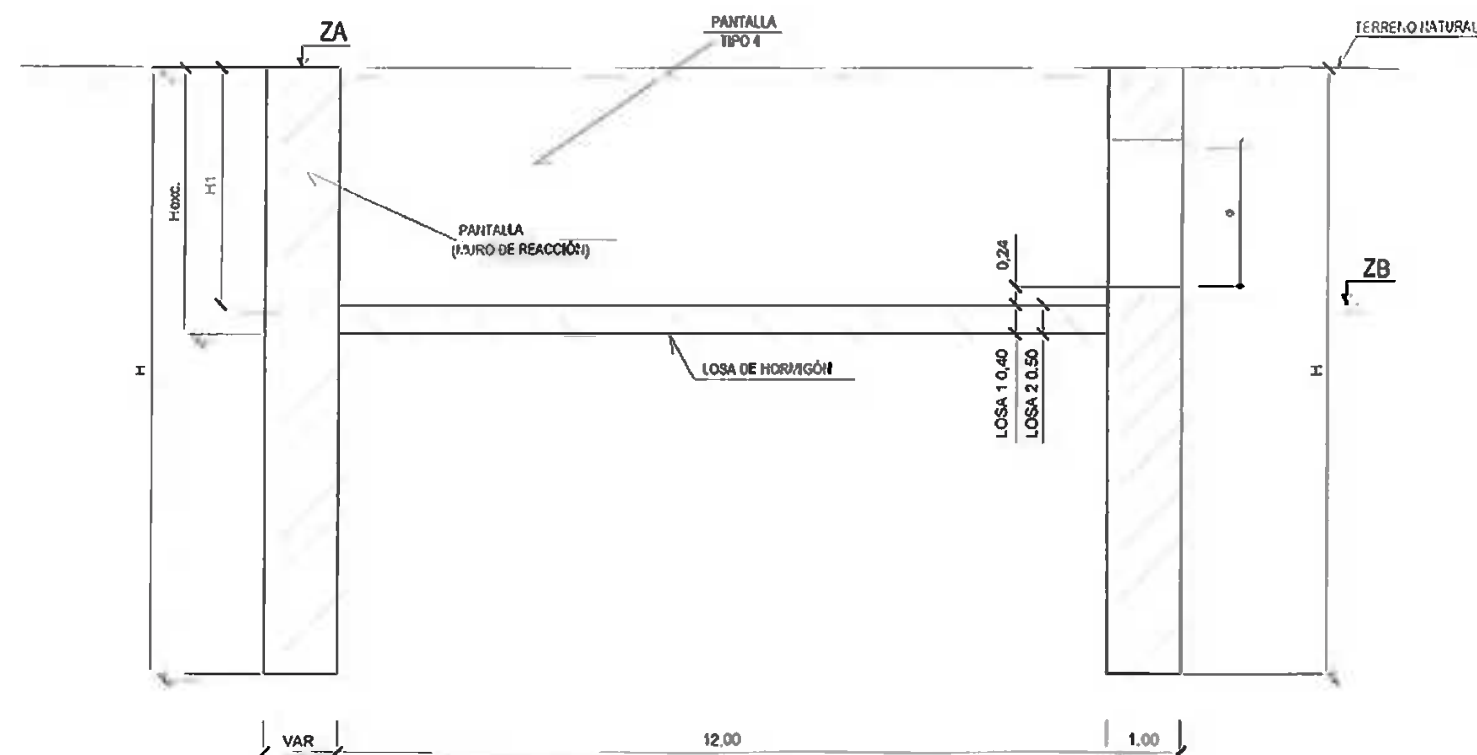 ZA
PANTALLA
TIPO 4
TERRENO NATURAL
H
Hexc.
H1
PANTALLA
(MURO DE REACCIÓN)
0,24
ZB
LOSA DE HORMIGÓN
LOSA 1 0,40
LOSA 2 0.50
H
VAR
12,00
1.00